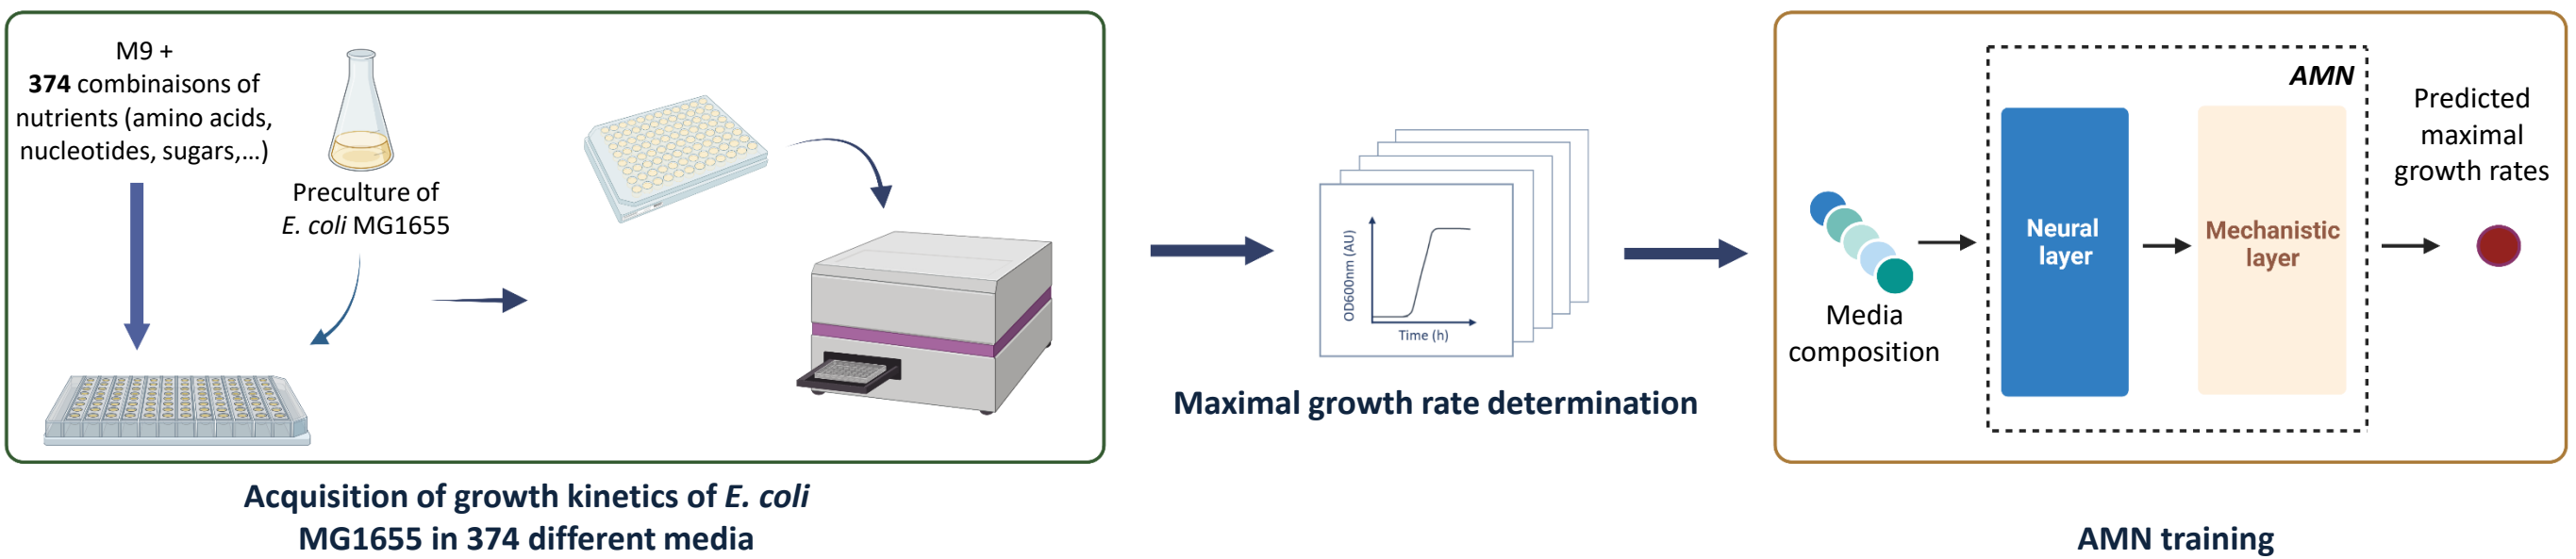 M9 +
374 combinaisons of
nutrients (amino acids,
nucleotides, sugars,...)
Preculture of
E. coli MG1655
Acquisition of growth kinetics of E. coli
MG1655 in 374 different media
OD600nm (AU)
Time (h)
Maximal growth rate determination
Media
composition
AMN
Neural
layer
Mechanistic
layer
Predicted
maximal
growth rates
AMN training